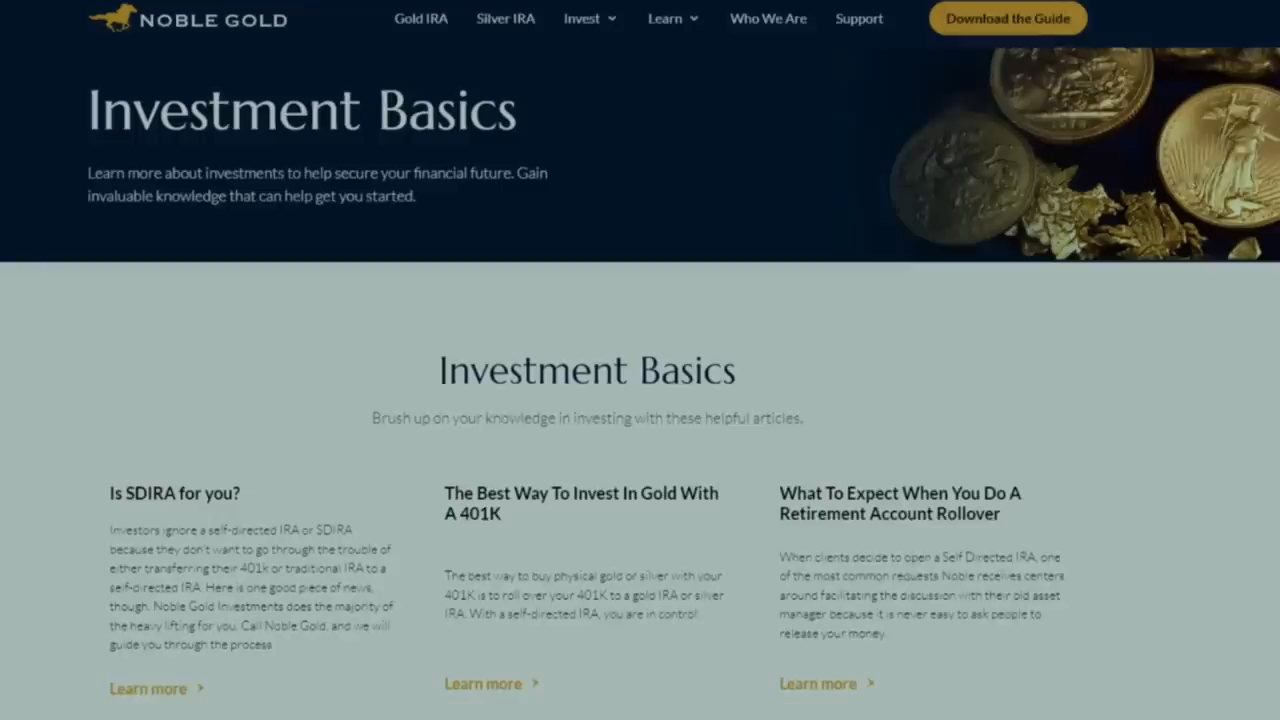 NOBLE GOLD
Gold IRA
Silver IRA
Invest
Learn
Who We Are
Support
Download the Guide
Investment Basics
Learn more about investments to help secure your financial future. Gain
invaluable knowledge that can help get you started.
Investment Basics
Brush up on your knowledge in investing with these helpful articles.
Is SDIRA for you?
Investors ignore a self-directed IRA or SDIRA
because they don't want to go through the trouble of
either transferring their 401k or traditional IRA to a
self-directed IRA. Here is one good piece of news,
though. Noble Gold Investments does the majority of
the heavy lifting for you. Call Noble Gold, and we will
guide you through the process
Learn more
The Best Way To Invest In Gold With
A 401K
The best way to buy physical gold or silver with your
401K is to roll over your 401K to a gold IRA or silver
IRA. With a self-directed IRA, you are in control!
Learn more
What To Expect When You Do A
Retirement Account Rollover
When clients decide to open a Self Directed IRA, one
of the most common requests Noble receives centers
around facilitating the discussion with their old asset
manager because it is never easy to ask people to
release your money.
Learn more